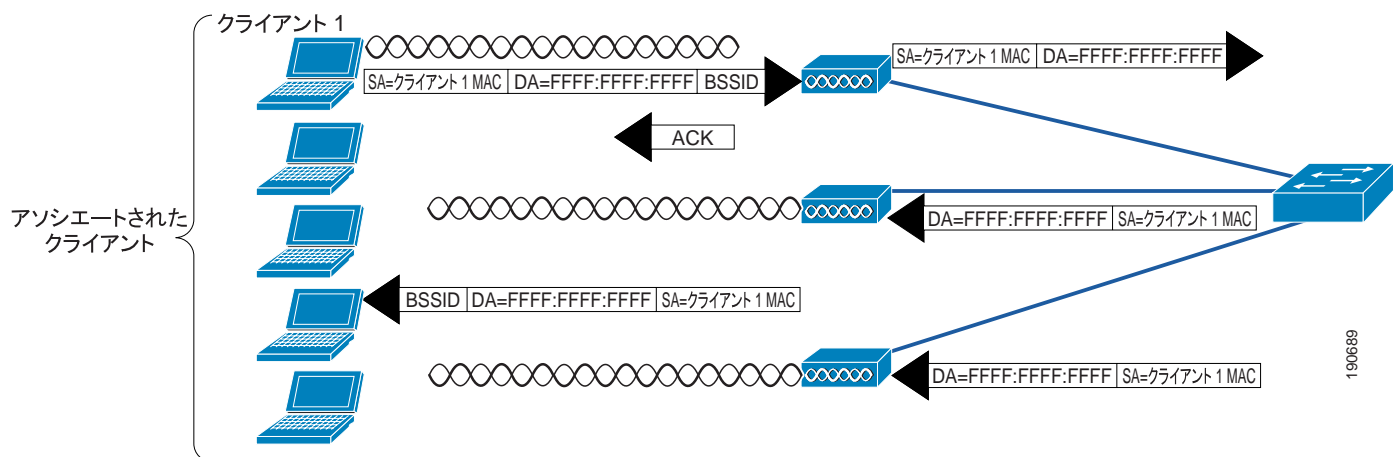 クライアント 1
SA=クライアント 1 MAC DA=FFFF:FFFF:FFFF
SA=クライアント 1 MAC DA=FFFF:FFFF:FFFF BSSID
ACK
アソシエートされた
クライアント
DA=FFFF:FFFF:FFFF SA=クライアント 1 MAC
BSSID DA=FFFF:FFFF:FFFF SA=クライアント 1 MAC
DA=FFFF:FFFF:FFFF SA=クライアント 1 MAC
190689